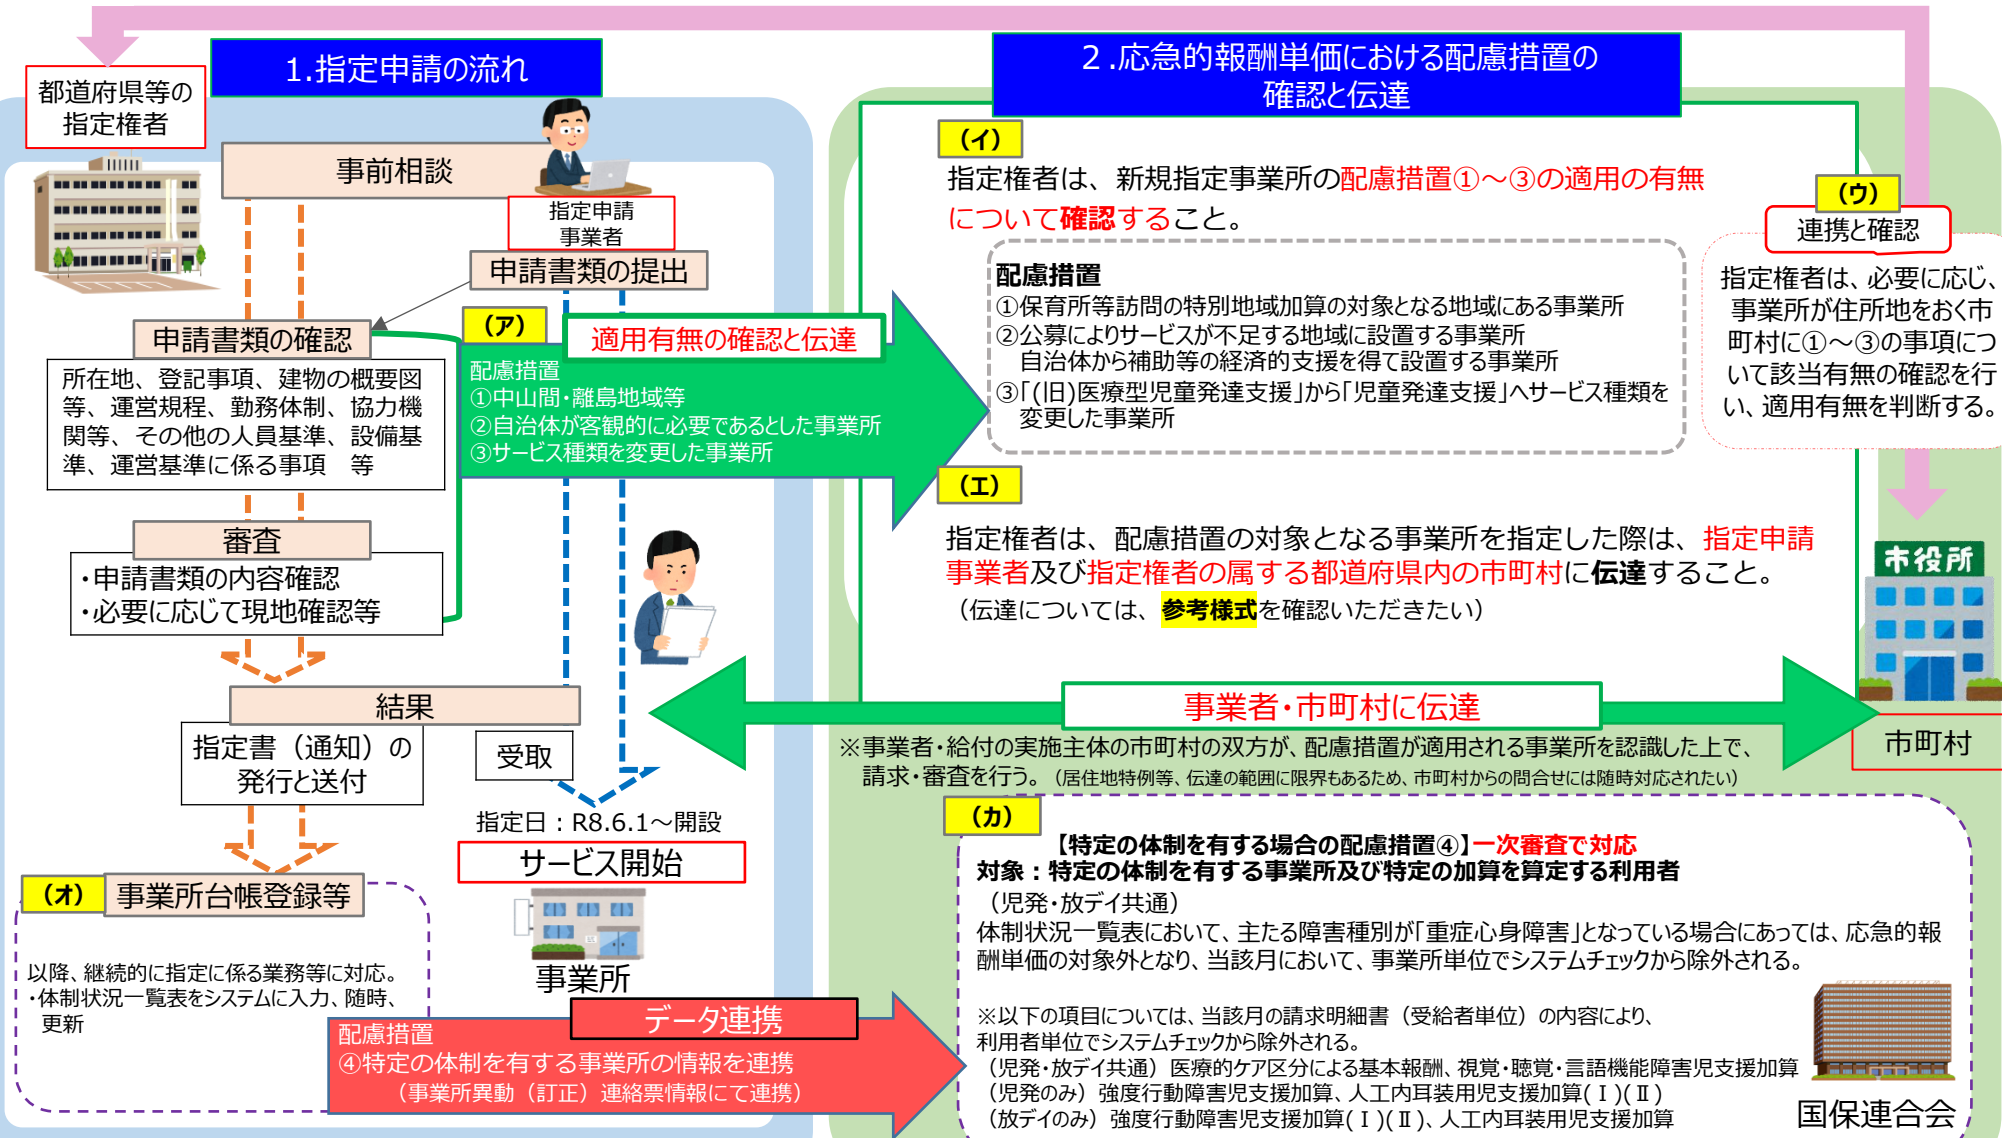 1.指定申請の流れ
都道府県等の
指定権者
事前相談
指定申請
事業者
申請書類の提出
申請書類の確認
所在地、登記事項、建物の概要図
等、運営規程、勤務体制、協力機
関等、その他の人員基準、設備基
準、運営基準に係る事項　等
審査
・申請書類の内容確認
・必要に応じて現地確認等
結果
指定書（通知）の
発行と送付
受取
指定日：R8.6.1～開設
サービス開始
事業所
（オ）
事業所台帳登録等
以降、継続的に指定に係る業務等に対応。
・体制状況一覧表をシステムに入力、随時、
更新
（ア）
適用有無の確認と伝達
配慮措置
①中山間・離島地域等
②自治体が客観的に必要であるとした事業所
③サービス種類を変更した事業所
データ連携
配慮措置
④特定の体制を有する事業所の情報を連携
（事業所異動（訂正）連絡票情報にて連携）
２.応急的報酬単価における配慮措置の
確認と伝達
（イ）
指定権者は、新規指定事業所の配慮措置①～③の適用の有無
について確認すること。
配慮措置
①保育所等訪問の特別地域加算の対象となる地域にある事業所
②公募によりサービスが不足する地域に設置する事業所
自治体から補助等の経済的支援を得て設置する事業所
③「(旧)医療型児童発達支援」から「児童発達支援」へサービス種類を
変更した事業所
（ウ）
連携と確認
指定権者は、必要に応じ、
事業所が住所地をおく市
町村に①～③の事項につ
いて該当有無の確認を行
い、適用有無を判断する。
（エ）
指定権者は、配慮措置の対象となる事業所を指定した際は、指定申請
事業者及び指定権者の属する都道府県内の市町村に伝達すること。
（伝達については、参考様式を確認いただきたい）
市役所
市町村
事業者・市町村に伝達
※事業者・給付の実施主体の市町村の双方が、配慮措置が適用される事業所を認識した上で、
請求・審査を行う。（居住地特例等、伝達の範囲に限界もあるため、市町村からの問合せには随時対応されたい）
（カ）
【特定の体制を有する場合の配慮措置④】一次審査で対応
対象：特定の体制を有する事業所及び特定の加算を算定する利用者
（児発・放デイ共通）
体制状況一覧表において、主たる障害種別が「重症心身障害」となっている場合にあっては、応急的報
酬単価の対象外となり、当該月において、事業所単位でシステムチェックから除外される。
※以下の項目については、当該月の請求明細書（受給者単位）の内容により、
利用者単位でシステムチェックから除外される。
（児発・放デイ共通）医療的ケア区分による基本報酬、視覚・聴覚・言語機能障害児支援加算
（児発のみ）強度行動障害児支援加算、人工内耳装用児支援加算(Ⅰ)(Ⅱ)
（放デイのみ）強度行動障害児支援加算(Ⅰ)(Ⅱ)、人工内耳装用児支援加算
国保連合会